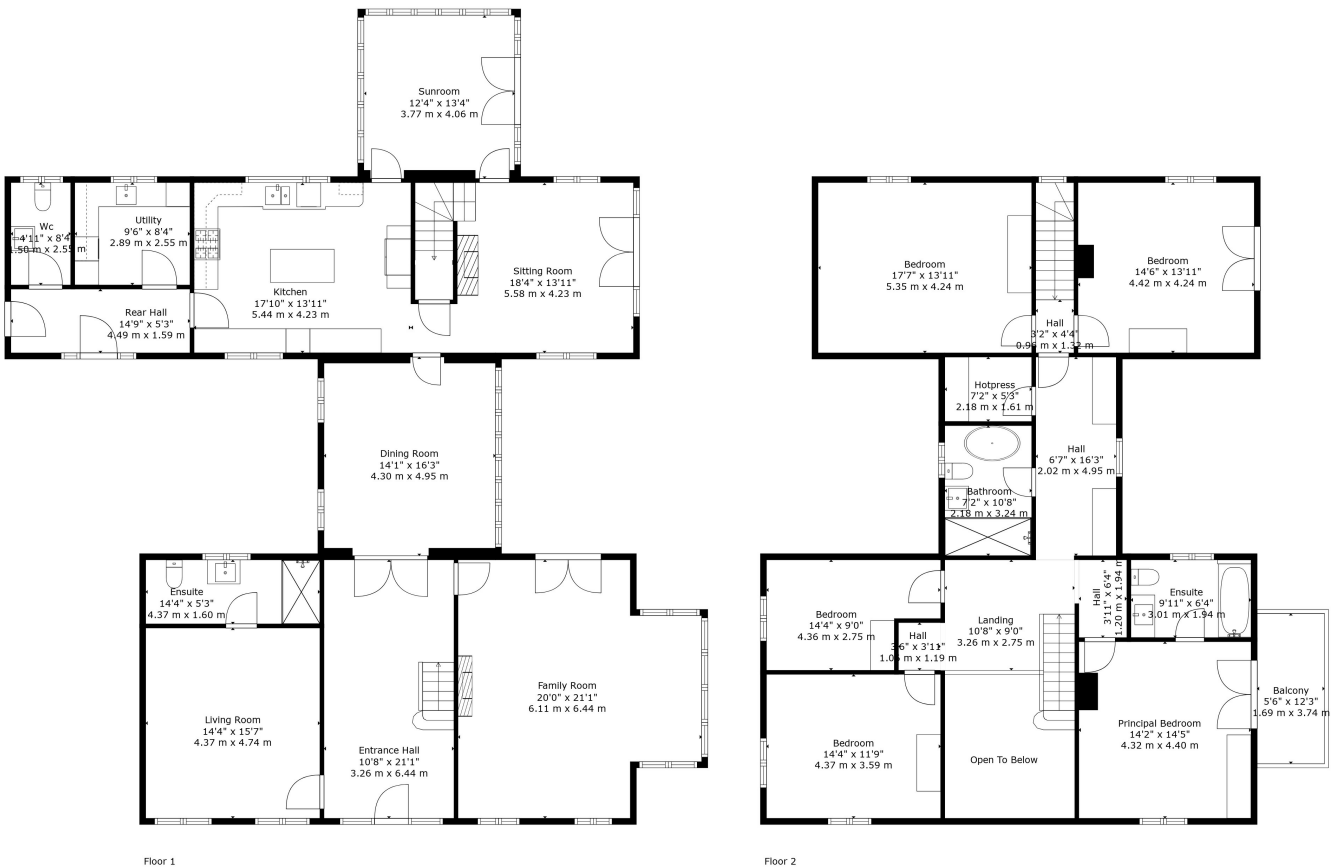 Sunroom
12'4" x 13'4"
3.77 m x 4.06 m
Wc
4'11" x 8'4"
1.50 m x 2.55 m
Utility
9'6" x 8'4"
2.89 m x 2.55 m
Kitchen
17'10" x 13'11"
5.44 m x 4.23 m
Sitting Room
18'4" x 13'11"
5.58 m x 4.23 m
Rear Hall
14'9" x 5'3"
4.49 m x 1.59 m
Dining Room
14'1" x 16'3"
4.30 m x 4.95 m
Ensuite
14'4" x 5'3"
4.37 m x 1.60 m
Living Room
14'4" x 15'7"
4.37 m x 4.74 m
Entrance Hall
10'8" x 21'1"
3.26 m x 6.44 m
Family Room
20'0" x 21'1"
6.11 m x 6.44 m
Floor 1
Bedroom
17'7" x 13'11"
5.35 m x 4.24 m
Bedroom
14'6" x 13'11"
4.42 m x 4.24 m
Hall
3'2" x 4'4"
0.96 m x 1.32 m
Hotpress
7'2" x 5'3"
2.18 m x 1.61 m
Hall
6'7" x 16'3"
2.02 m x 4.95 m
Bathroom
7'2" x 10'8"
2.18 m x 3.24 m
Bedroom
14'4" x 9'0"
4.36 m x 2.75 m
Hall
3'6" x 3'11"
m x 1.19 m
Landing
10'8" x 9'0"
3.26 m x 2.75 m
Hall
3'11" x 6'4"
1.20 m x 1.94 m
Ensuite
9'11" x 6'4"
3.01 m x 1.94 m
Bedroom
14'4" x 11'9"
4.37 m x 3.59 m
Open To Below
Principal Bedroom
14'2" x 14'5"
4.32 m x 4.40 m
Balcony
5'6" x 12'3"
1.69 m x 3.74 m
Floor 2